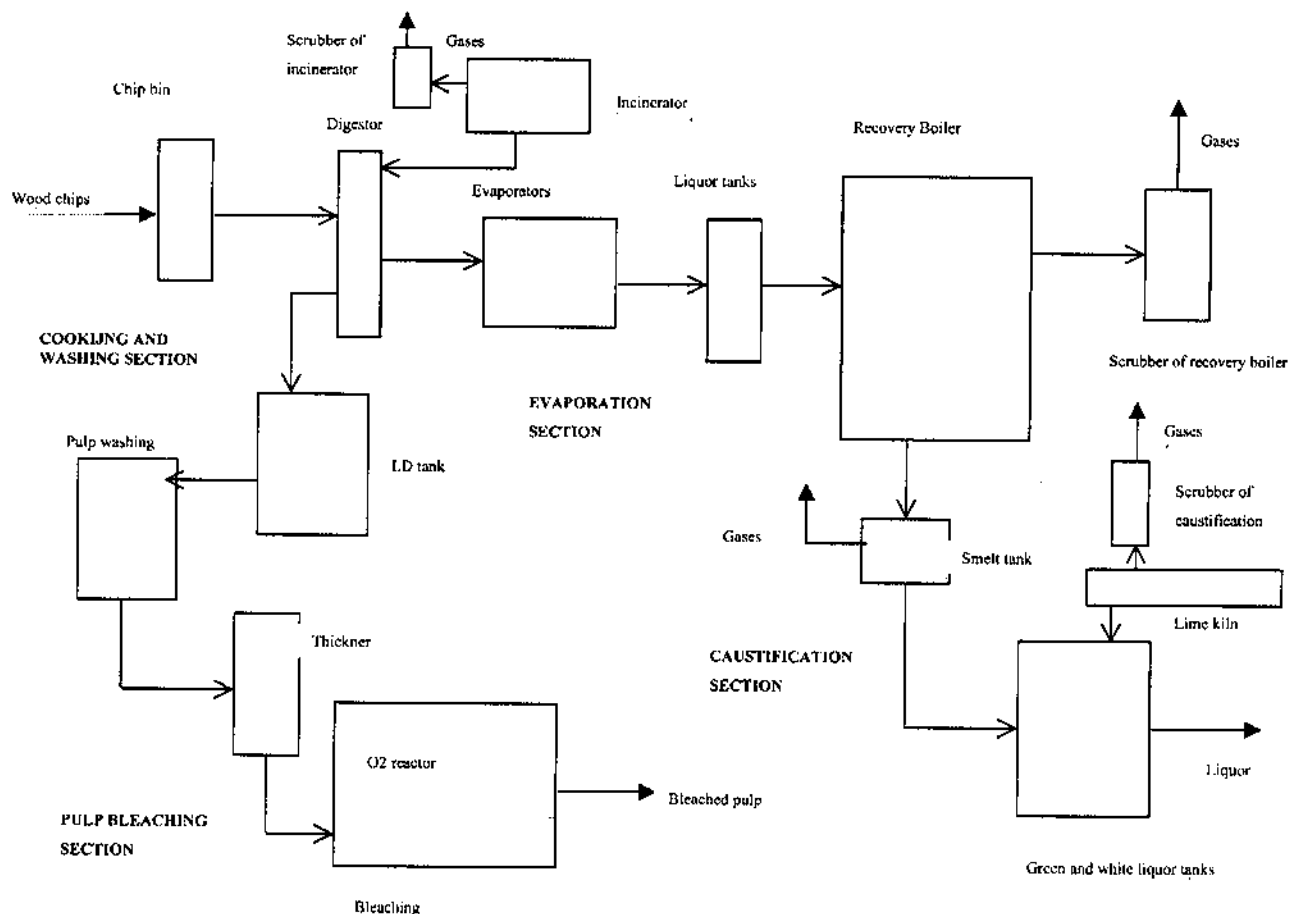 Scrubber of
incinerator
Gases
Chip bin
Incinerator
Digestor
Recovery Boiler
Gases
Wood chips
Evaporators
Liquor tanks
COOKIJNG AND
WASHING SECTION
Scrubber of recovery boiler
EVAPORATION
SECTION
Gases
Pulp washing
LD tank
Scrubber of
caustification
Gases
Smelt tank
Lime kiln
Thickner
CAUSTIFICATION
SECTION
O2 reactor
Liquor
Bleached pulp
PULP BLEACHING
SECTION
Green and white liquor tanks
Bleaching